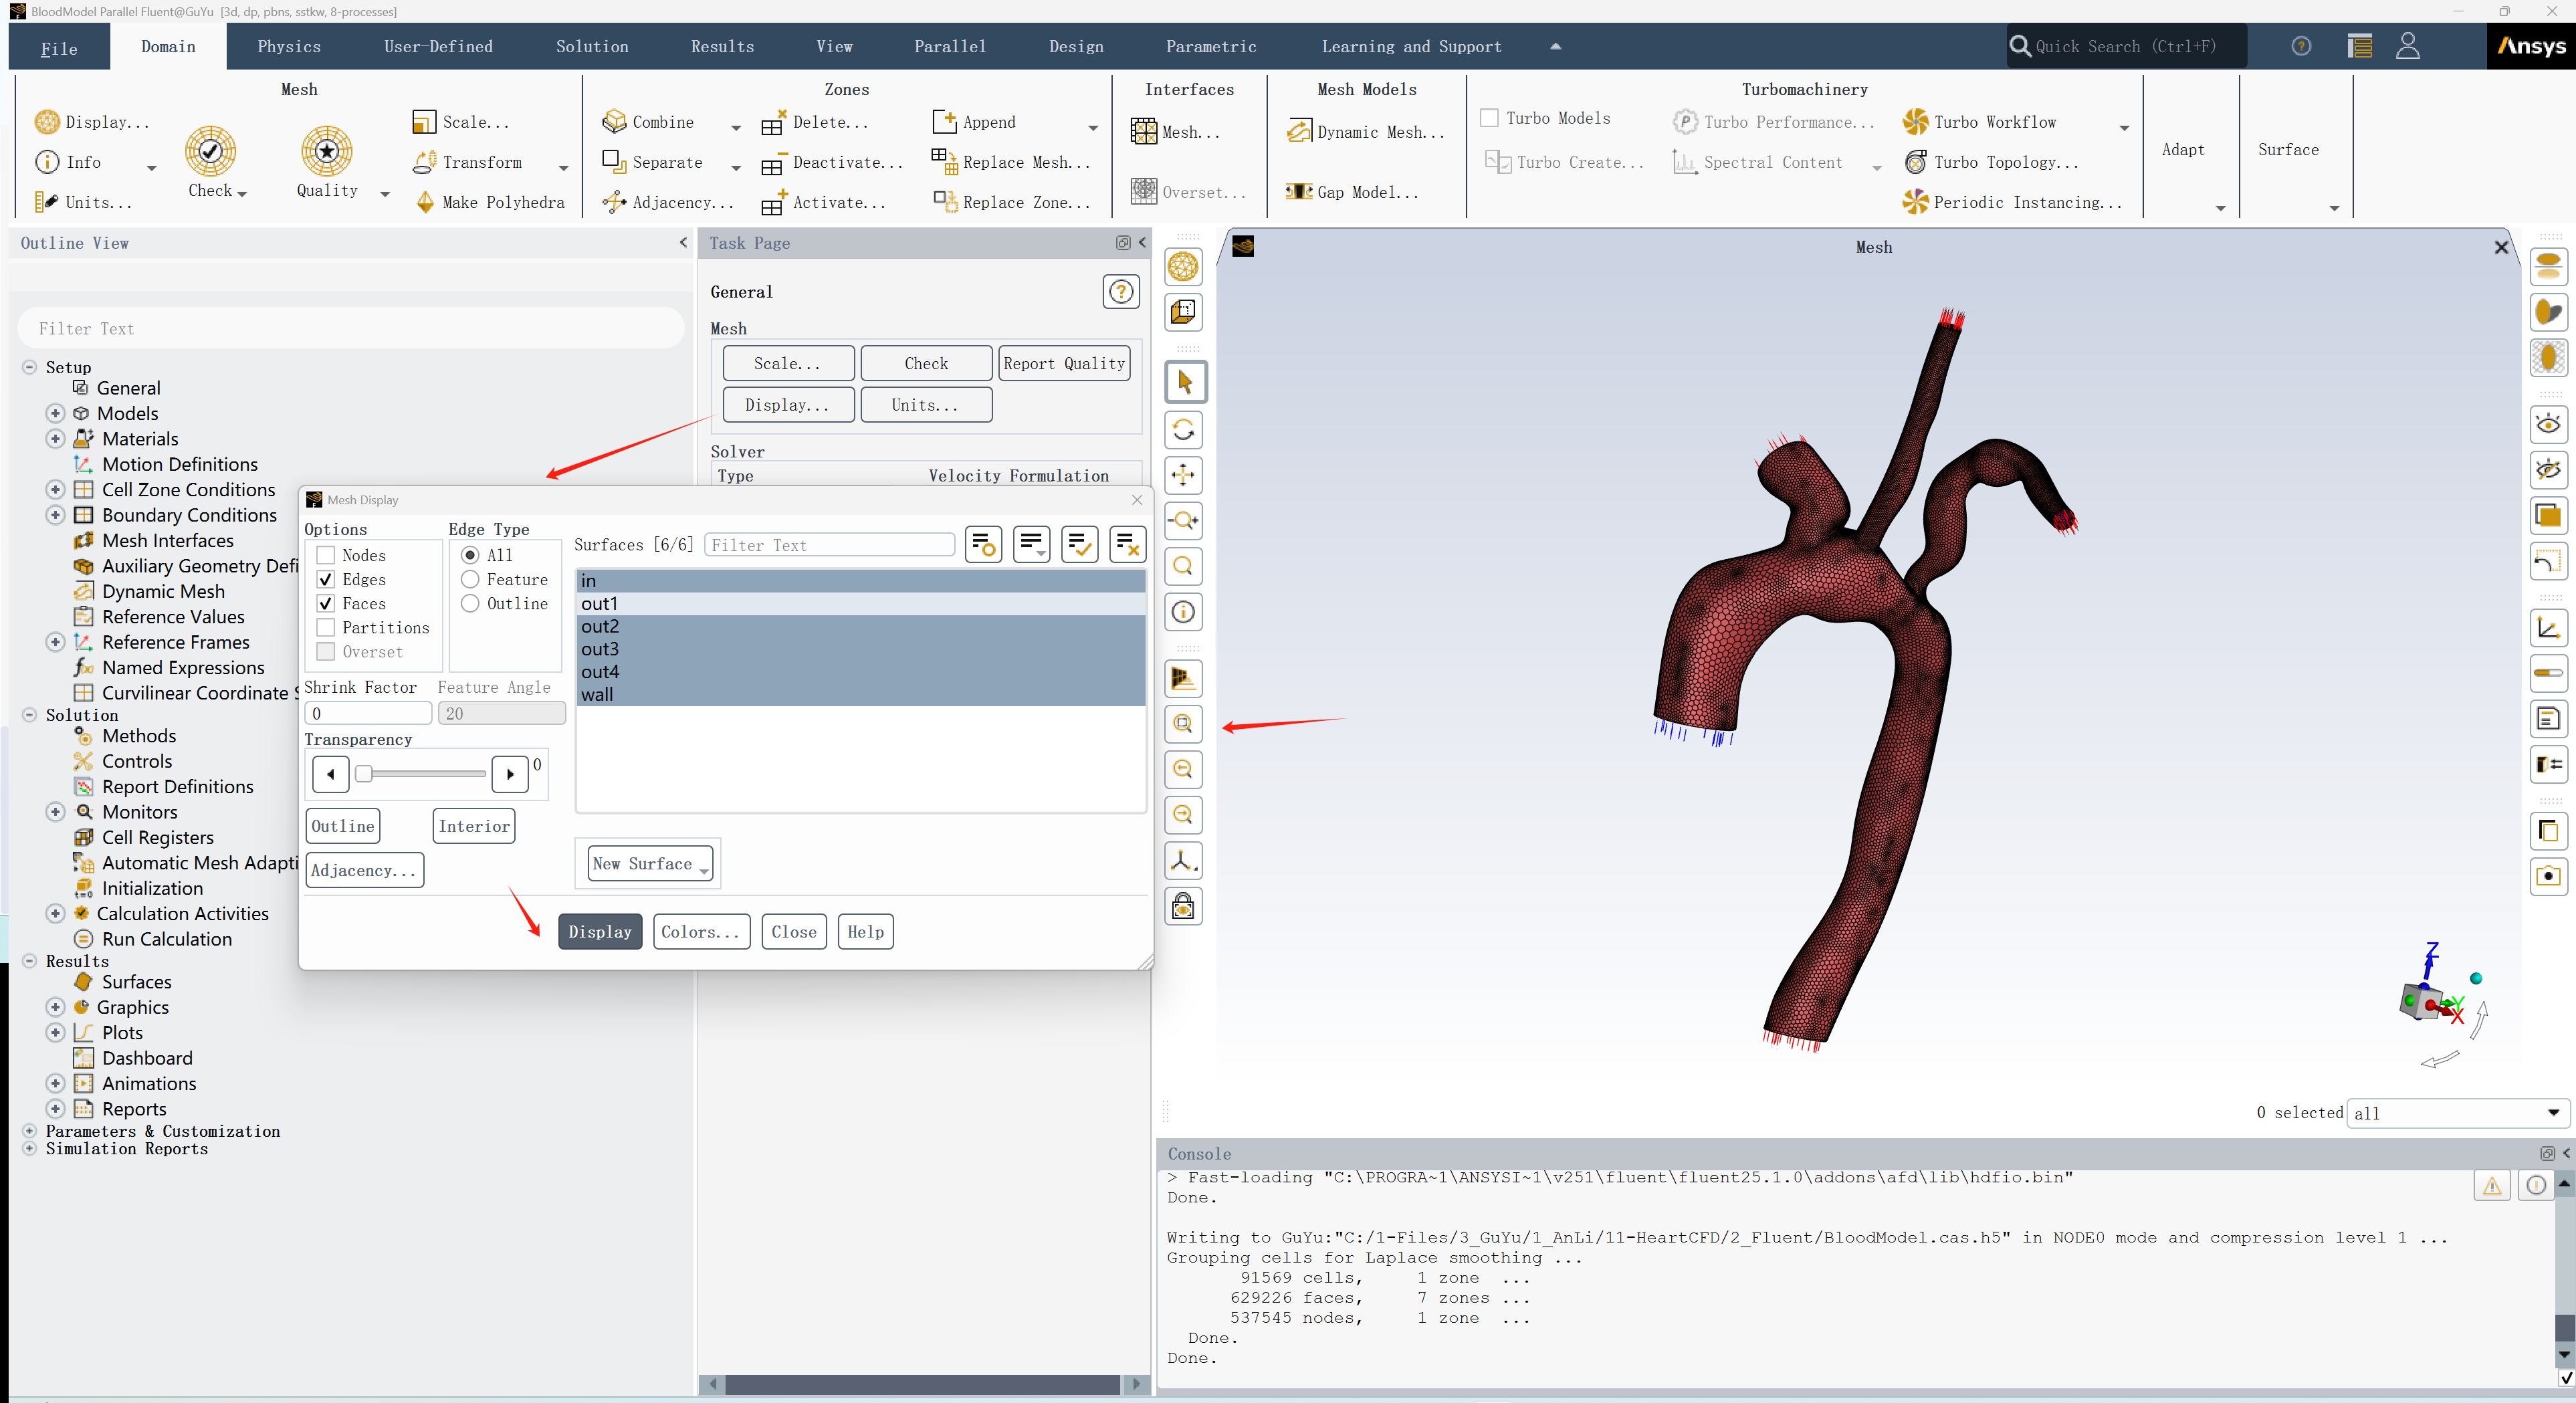 BloodModel Parallel Fluent@GuYu [3d, dp, pbns, sstkw, 8-processes]
File Domain Physics User-Defined Solution Results View Parallel Design Parametric Learning and Support Quick Search (Ctrl+F) Ansys
Mesh
Display...
Info
Units...
Check
Quality
Scale...
Transform
Make Polyhedra
Zones
Combine
Separate
Adjacency...
Delete...
Deactivate...
Activate...
Append
Replace Mesh...
Replace Zone...
Interfaces
Mesh...
Overset...
Mesh Models
Dynamic Mesh...
Gap Model...
Turbomachinery
Turbo Models
Turbo Create...
Turbo Performance...
Spectral Content
Turbo Workflow
Turbo Topology...
Periodic Instancing...
Adapt
Surface
Outline View
Filter Text
Setup
General
Models
Materials
Motion Definitions
Cell Zone Conditions
Boundary Conditions
Mesh Interfaces
Auxiliary Geometry Defi
Dynamic Mesh
Reference Values
Reference Frames
Named Expressions
Curvilinear Coordinate S
Solution
Methods
Controls
Report Definitions
Monitors
Cell Registers
Automatic Mesh Adapti
Initialization
Calculation Activities
Run Calculation
Results
Surfaces
Graphics
Plots
Dashboard
Animations
Reports
Parameters & Customization
Simulation Reports
Task Page
General
Mesh
Scale... Check Report Quality
Display... Units...
Solver
Type Velocity Formulation
Mesh Display
Options
Nodes
Edges
Faces
Partitions
Overset
Edge Type
All
Feature
Outline
Shrink Factor
0
Feature Angle
20
Transparency
0
Outline Interior
Adjacency...
Surfaces [6/6] Filter Text
in
out1
out2
out3
out4
wall
New Surface
Display Colors... Close Help
Mesh
Z
Y
X
0 selected all
Console
> Fast-loading "C:\PROGRA~1\ANSYSI~1\v251\fluent\fluent25.1.0\addons\afd\lib\hdfio.bin"
Done.
Writing to GuYu:"C:/1-Files/3_GuYu/1_AnLi/11-HeartCFD/2_Fluent/BloodModel.cas.h5" in NODE0 mode and compression level 1 ...
Grouping cells for Laplace smoothing ...
91569 cells, 1 zone ...
629226 faces, 7 zones ...
537545 nodes, 1 zone ...
Done.
Done.